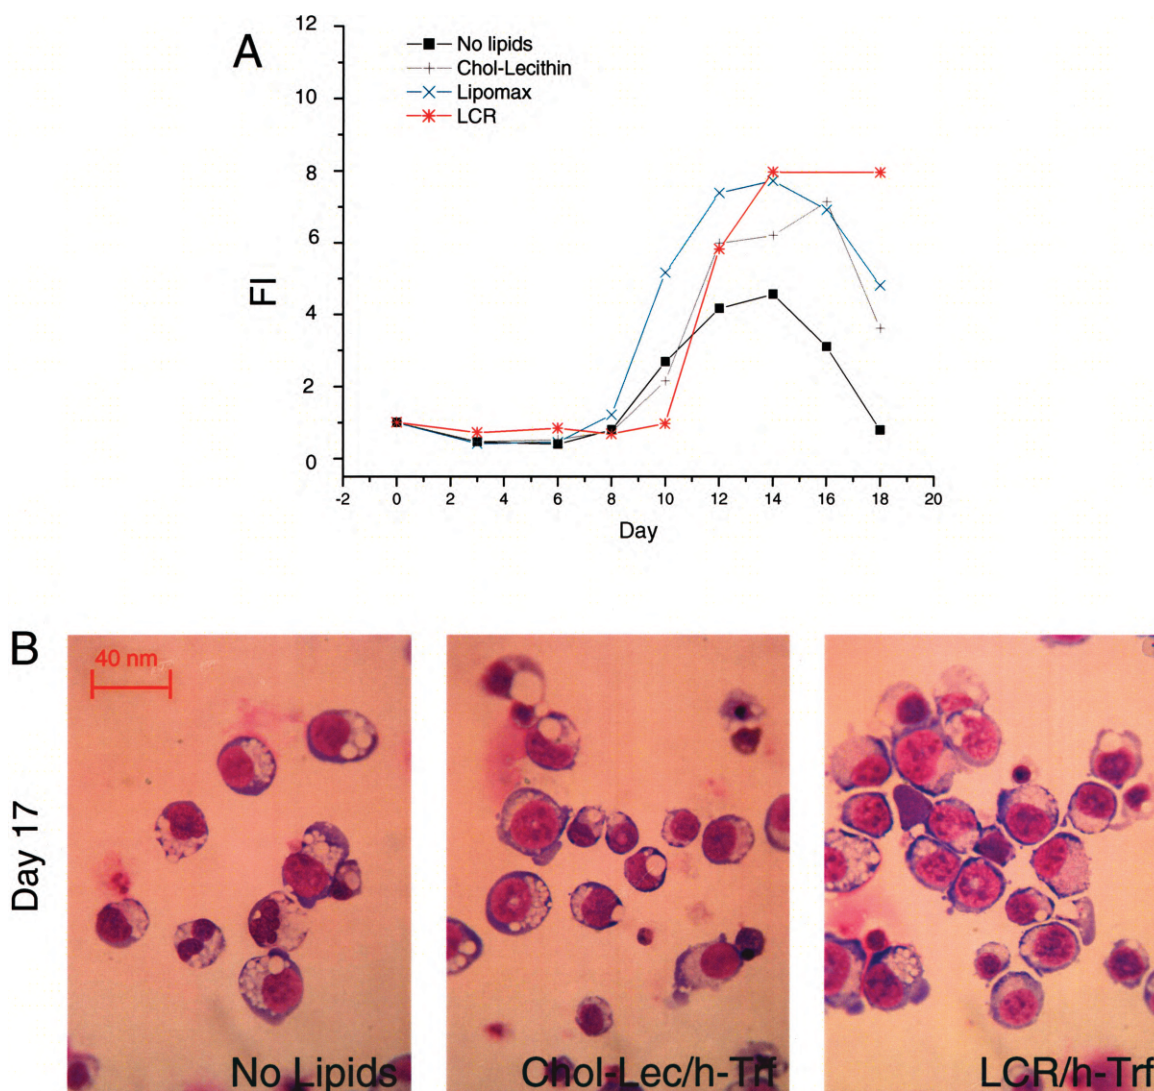 A
No lipids
Chol-Lecithin
Lipomax
LCR
12
10
8
6
4
2
0
FI
-2 0 2 4 6 8 10 12 14 16 18 20
Day
B
40 nm
Day 17
No Lipids
Chol-Lec/h-Trf
LCR/h-Trf